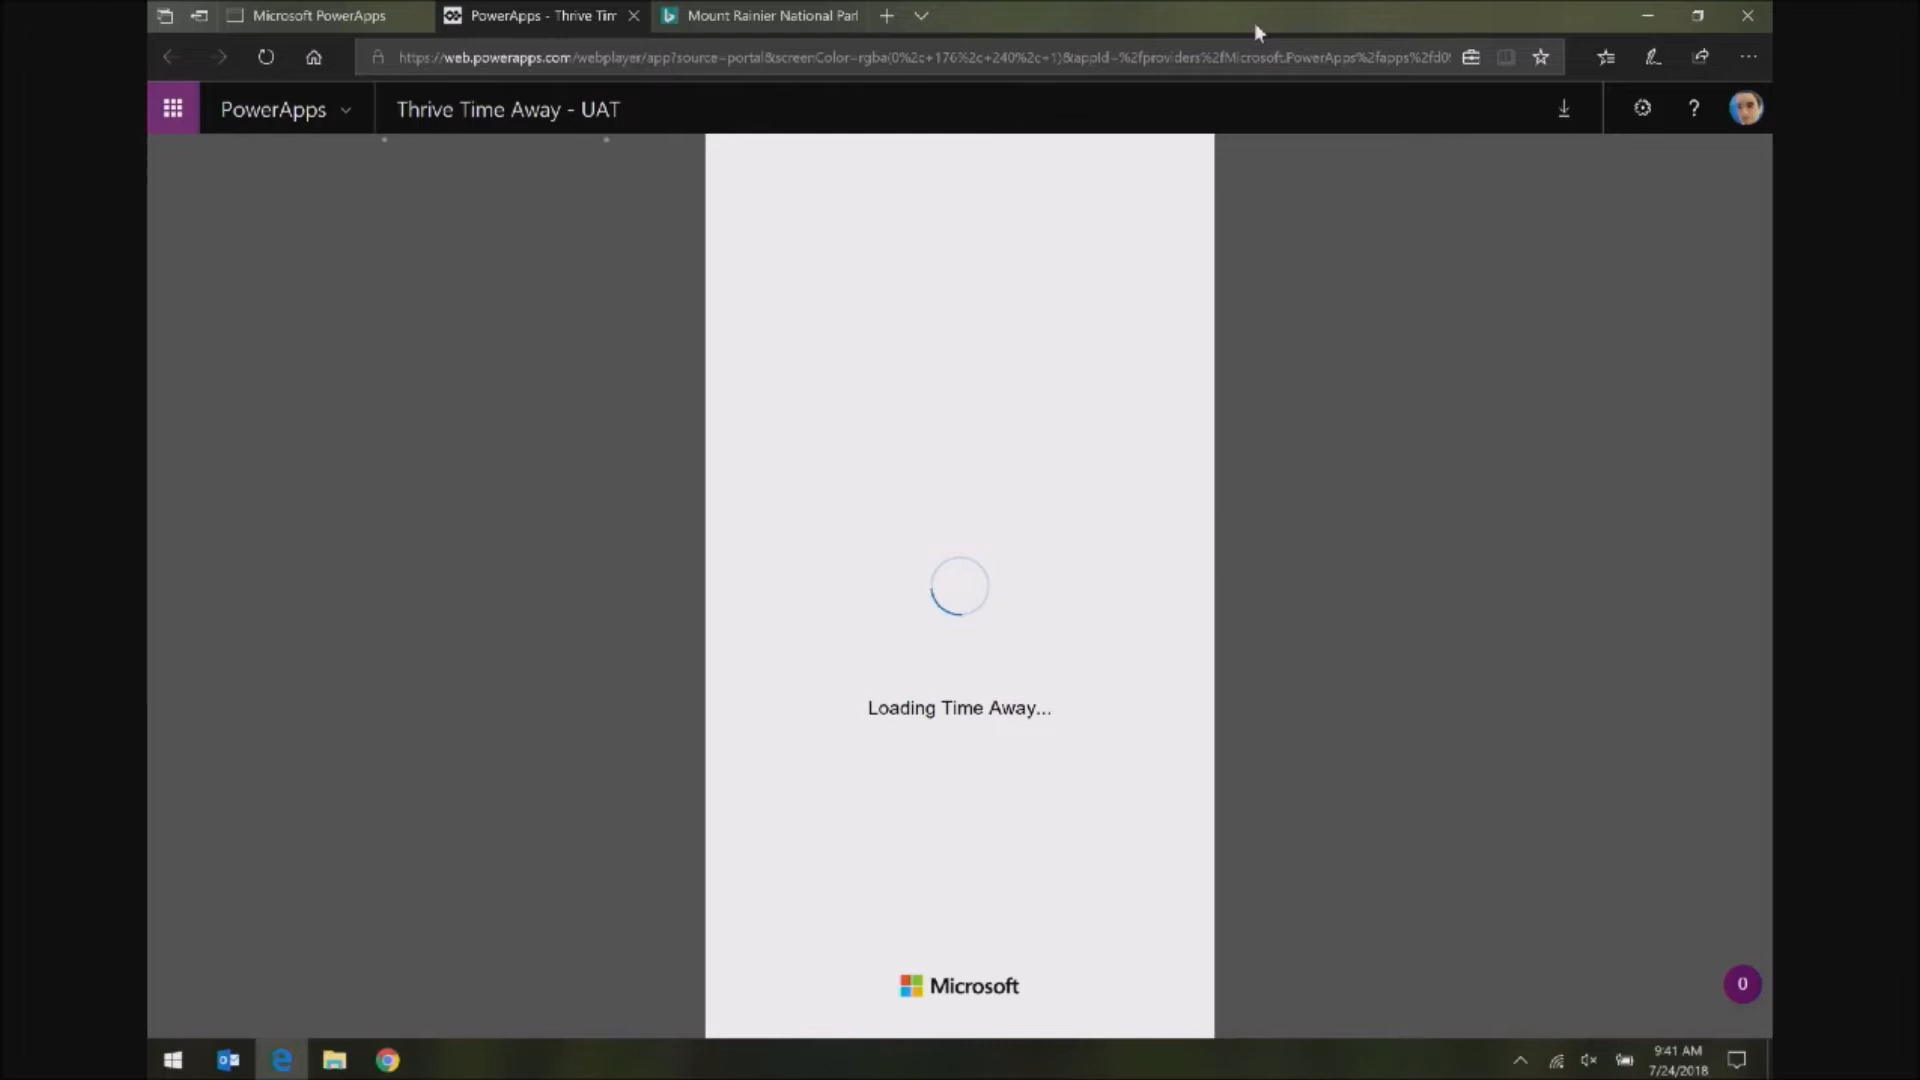 Microsoft PowerApps
PowerApps - Thrive Tim
Mount Rainier National Parl
https://web.powerapps.com/webplayer/app?source=portal&screenColor=rgba(0%2c+176%2c+240%2c+1)&appId=%2fproviders%2fMicrosoft.PowerApps%2fapps%2fd0
PowerApps
Thrive Time Away - UAT
?
Loading Time Away...
Microsoft
0
9:41 AM
7/24/2018